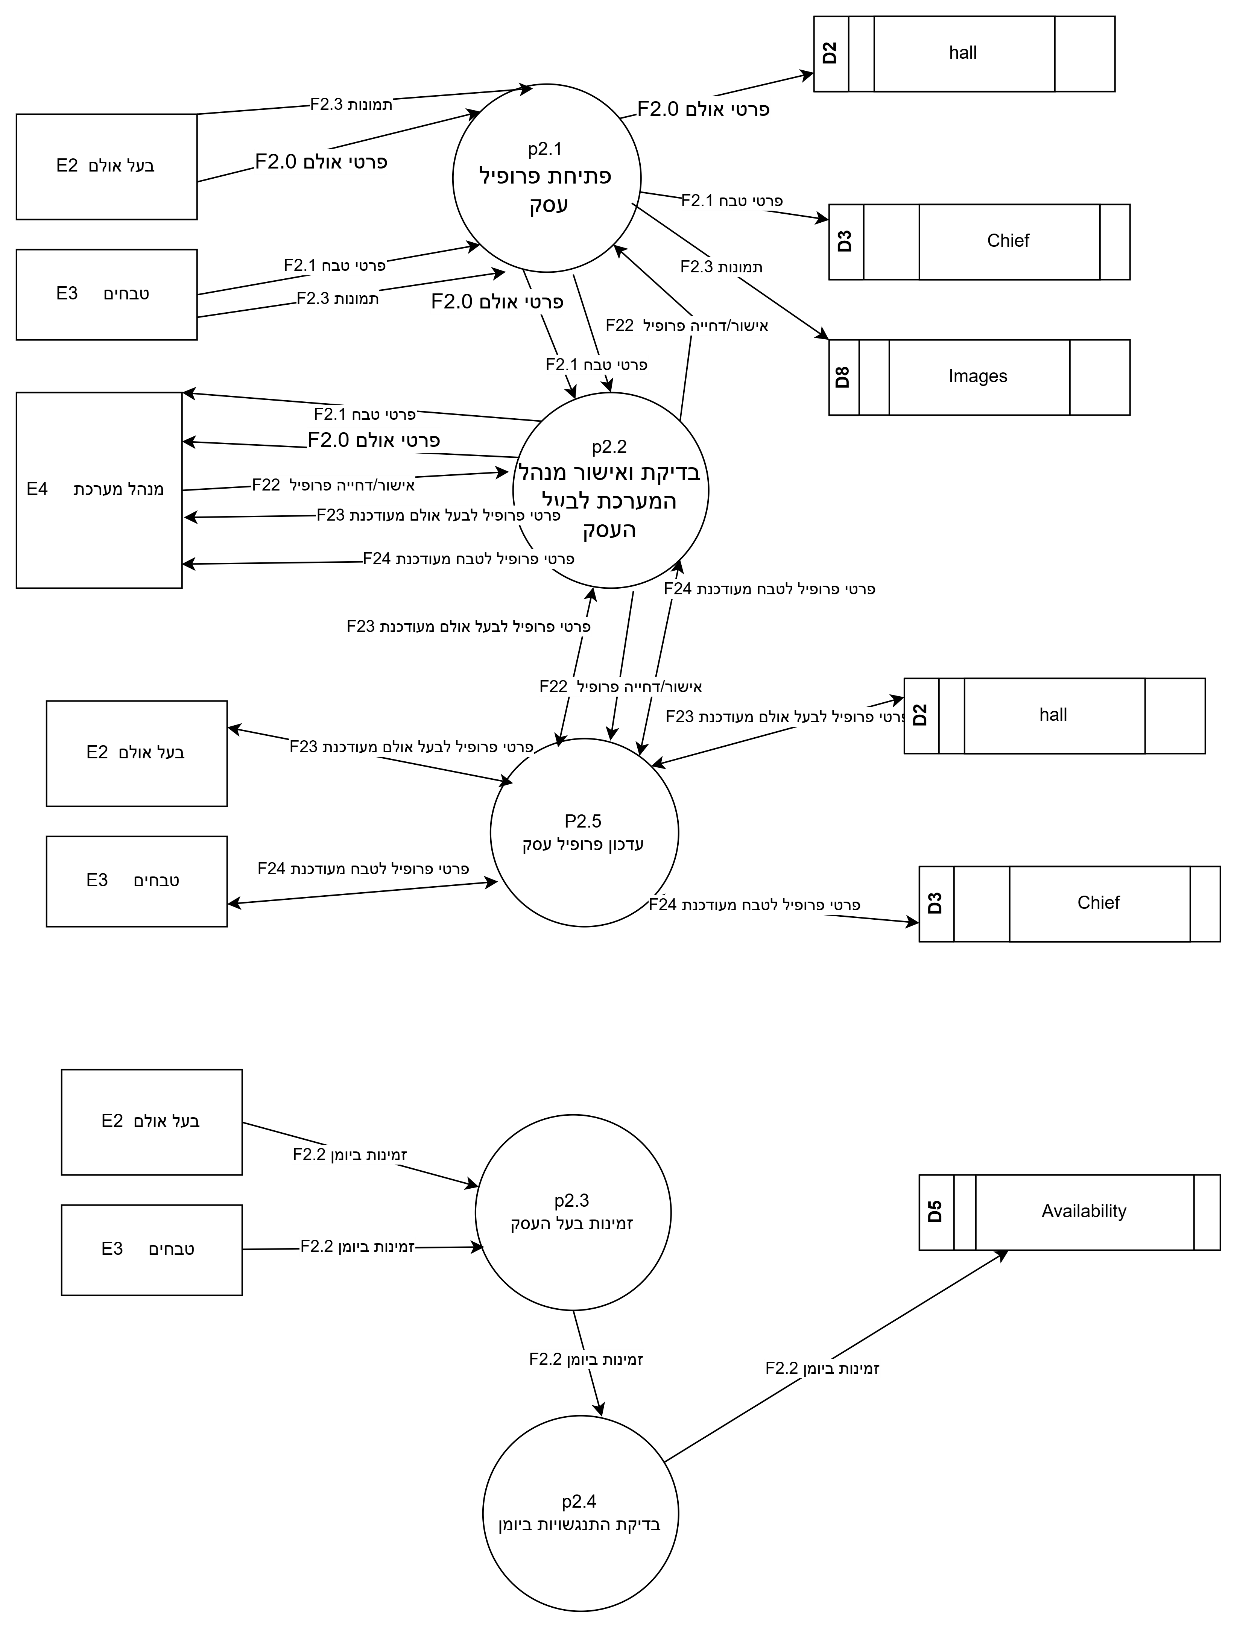 D2
hall
F2.3 תמונות
F2.0 פרטי אולם
E2 בעל אולם
F2.0 פרטי אולם
p2.1
פתיחת פרופיל
עסק
F2.1 פרטי טבח
D3
Chief
F2.1 פרטי טבח
F2.3 תמונות
E3 טבחים
F2.3 תמונות
F2.0 פרטי אולם
F22 אישור/דחייה פרופיל
F2.1 פרטי טבח
D8
Images
F2.1 פרטי טבח
F2.0 פרטי אולם
p2.2
בדיקת ואישור מנהל
המערכת לבעל
העסק
E4 מנהל מערכת
F22 אישור/דחייה פרופיל
F23 פרטי פרופיל לבעל אולם מעודכנת
F24 פרטי פרופיל לטבח מעודכנת
F24 פרטי פרופיל לטבח מעודכנת
F23 פרטי פרופיל לבעל אולם מעודכנת
F22 אישור/דחייה פרופיל
F23 פרטי פרופיל לבעל אולם מעודכנת
D2
hall
E2 בעל אולם
F23 פרטי פרופיל לבעל אולם מעודכנת
P2.5
עדכון פרופיל עסק
E3 טבחים
F24 פרטי פרופיל לטבח מעודכנת
F24 פרטי פרופיל לטבח מעודכנת
D3
Chief
E2 בעל אולם
F2.2 זמינות ביומן
p2.3
זמינות בעל העסק
D5
Availability
E3 טבחים
F2.2 זמינות ביומן
F2.2 זמינות ביומן
F2.2 זמינות ביומן
p2.4
בדיקת התנגשויות ביומן